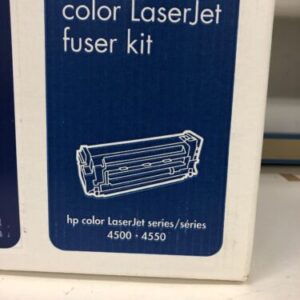 color LaserJet
fuser kit
hp color LaserJet series/séries
4500 • 4550